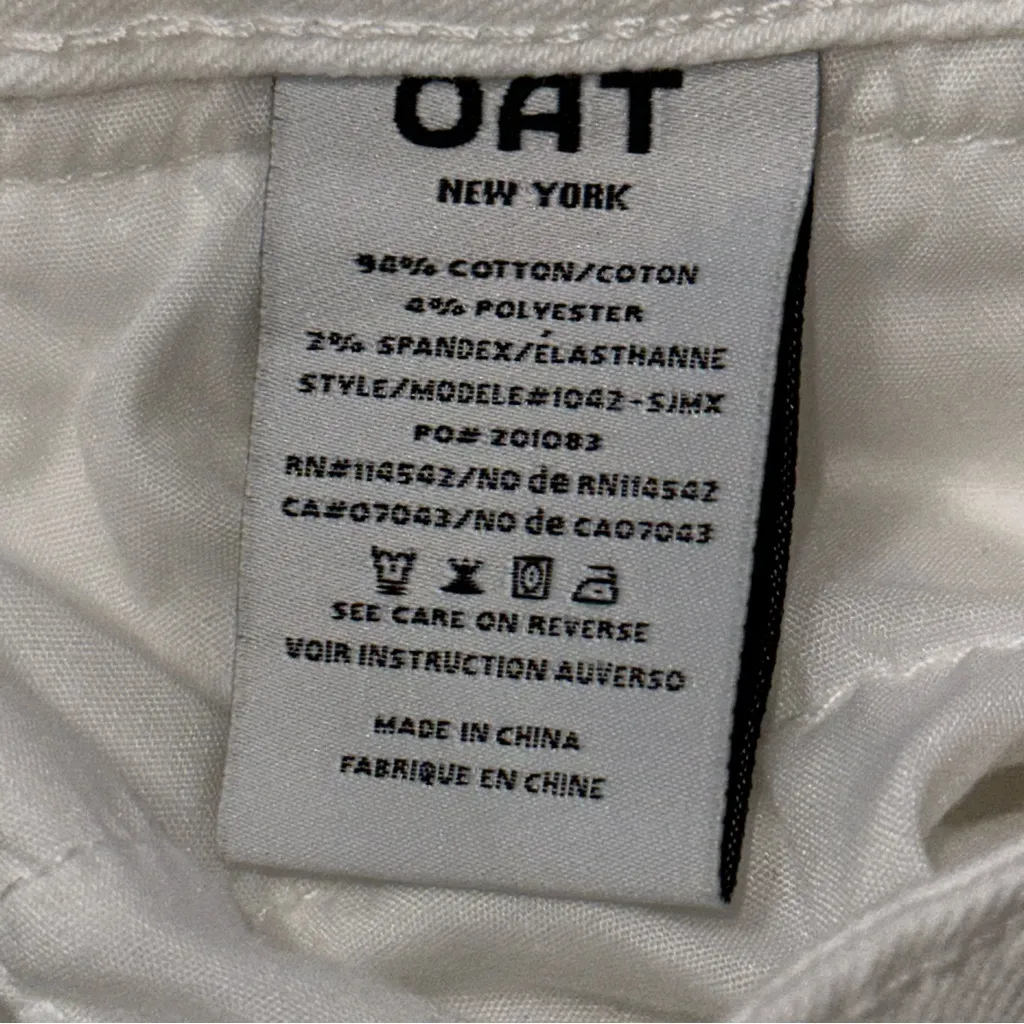 OAT
NEW YORK
94% COTTON/COTON
4% POLYESTER
2% SPANDEX/ÉLASTHANNE
STYLE/MODELE#1042-SJMX
PO# 201083
RN#114542/NO de RN114542
CA#07043/NO de CA07043
SEE CARE ON REVERSE
VOIR INSTRUCTION AUVERSO
MADE IN CHINA
FABRIQUE EN CHINE